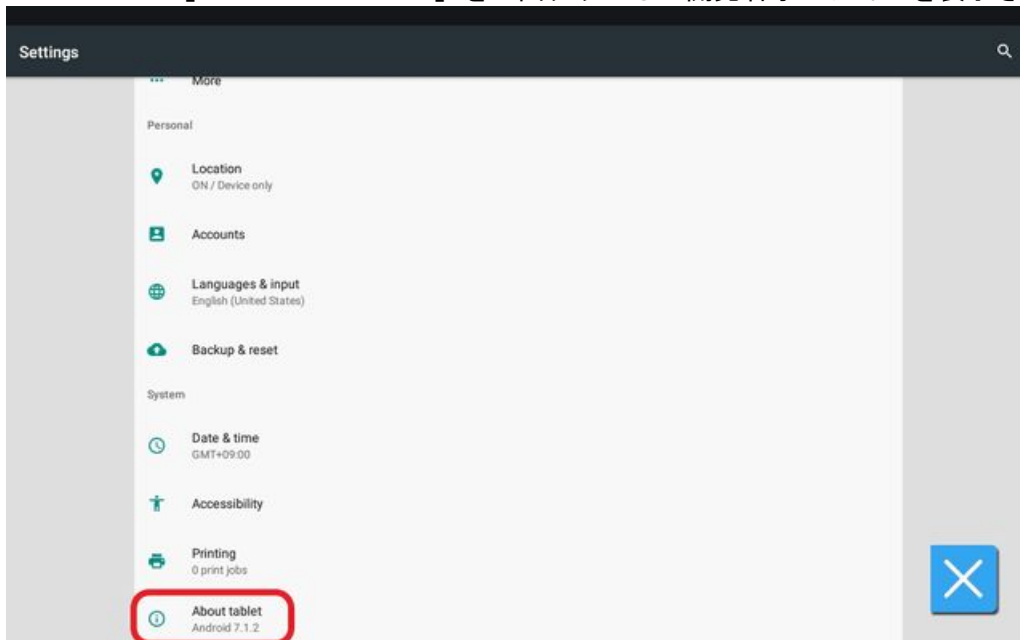 Settings
More
Personal
Location
ON / Device only
Accounts
Languages & input
English (United States)
Backup & reset
System
Date & time
GMT+09:00
Accessibility
Printing
0 print jobs
About tablet
Android 7.1.2